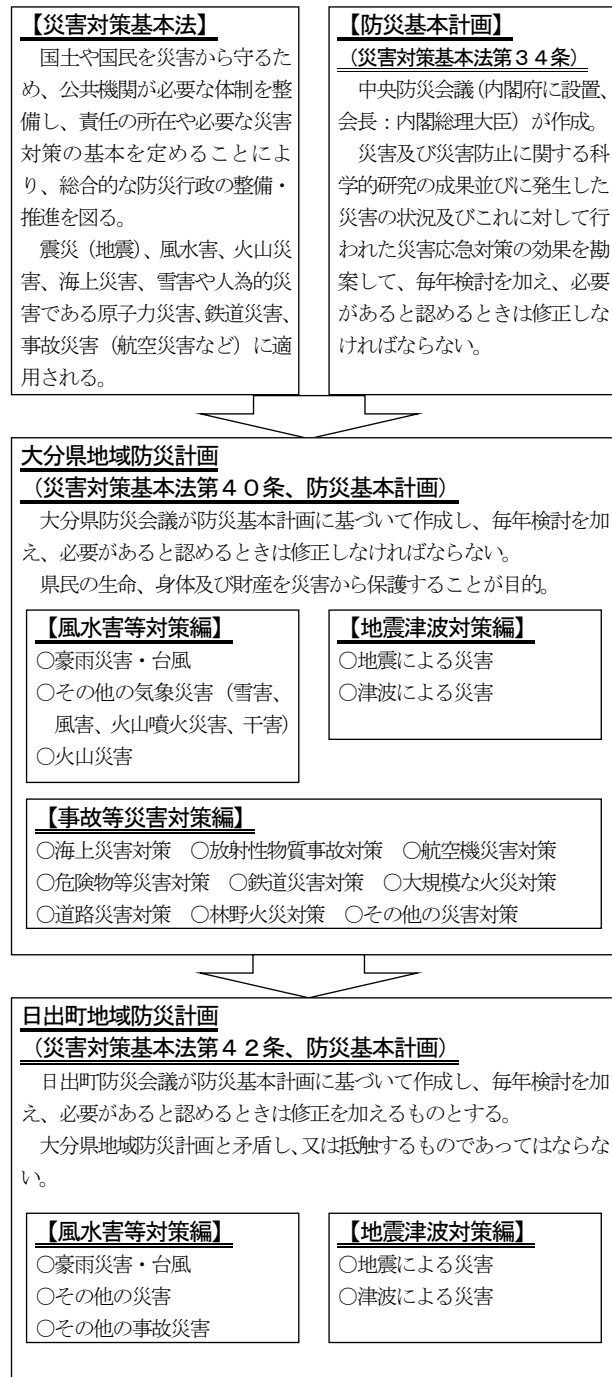 【災害対策基本法】
国土や国民を災害から守るた
め、公共機関が必要な体制を整
備し、責任の所在や必要な災害
対策の基本を定めることによ
り、総合的な防災行政の整備・
推進を図る。
震災（地震）、風水害、火山災
害、海上災害、雪害や人為的災
害である原子力災害、鉄道災害、
事故災害（航空災害など）に適
用される。
【防災基本計画】
（災害対策基本法第３４条）
中央防災会議（内閣府に設置、
会長：内閣総理大臣）が作成。
災害及び災害防止に関する科
学的研究の成果並びに発生した
災害の状況及びこれに対して行
われた災害応急対策の効果を勘
案して、毎年検討を加え、必要
があると認めるときは修正しな
ければならない。
大分県地域防災計画
（災害対策基本法第４０条、防災基本計画）
大分県防災会議が防災基本計画に基づいて作成し、毎年検討を加
え、必要があると認めるときは修正しなければならない。
県民の生命、身体及び財産を災害から保護することが目的。
【風水害等対策編】
○豪雨災害・台風
○その他の気象災害（雪害、
風害、火山噴火災害、干害）
○火山災害
【地震津波対策編】
○地震による災害
○津波による災害
【事故等災害対策編】
○海上災害対策　○放射性物質事故対策　○航空機災害対策
○危険物等災害対策　○鉄道災害対策　○大規模な火災対策
○道路災害対策　○林野火災対策　○その他の災害対策
日出町地域防災計画
（災害対策基本法第４２条、防災基本計画）
日出町防災会議が防災基本計画に基づいて作成し、毎年検討を加
え、必要があると認めるときは修正を加えるものとする。
大分県地域防災計画と矛盾し、又は抵触するものであってはならな
い。
【風水害等対策編】
○豪雨災害・台風
○その他の災害
○その他の事故災害
【地震津波対策編】
○地震による災害
○津波による災害